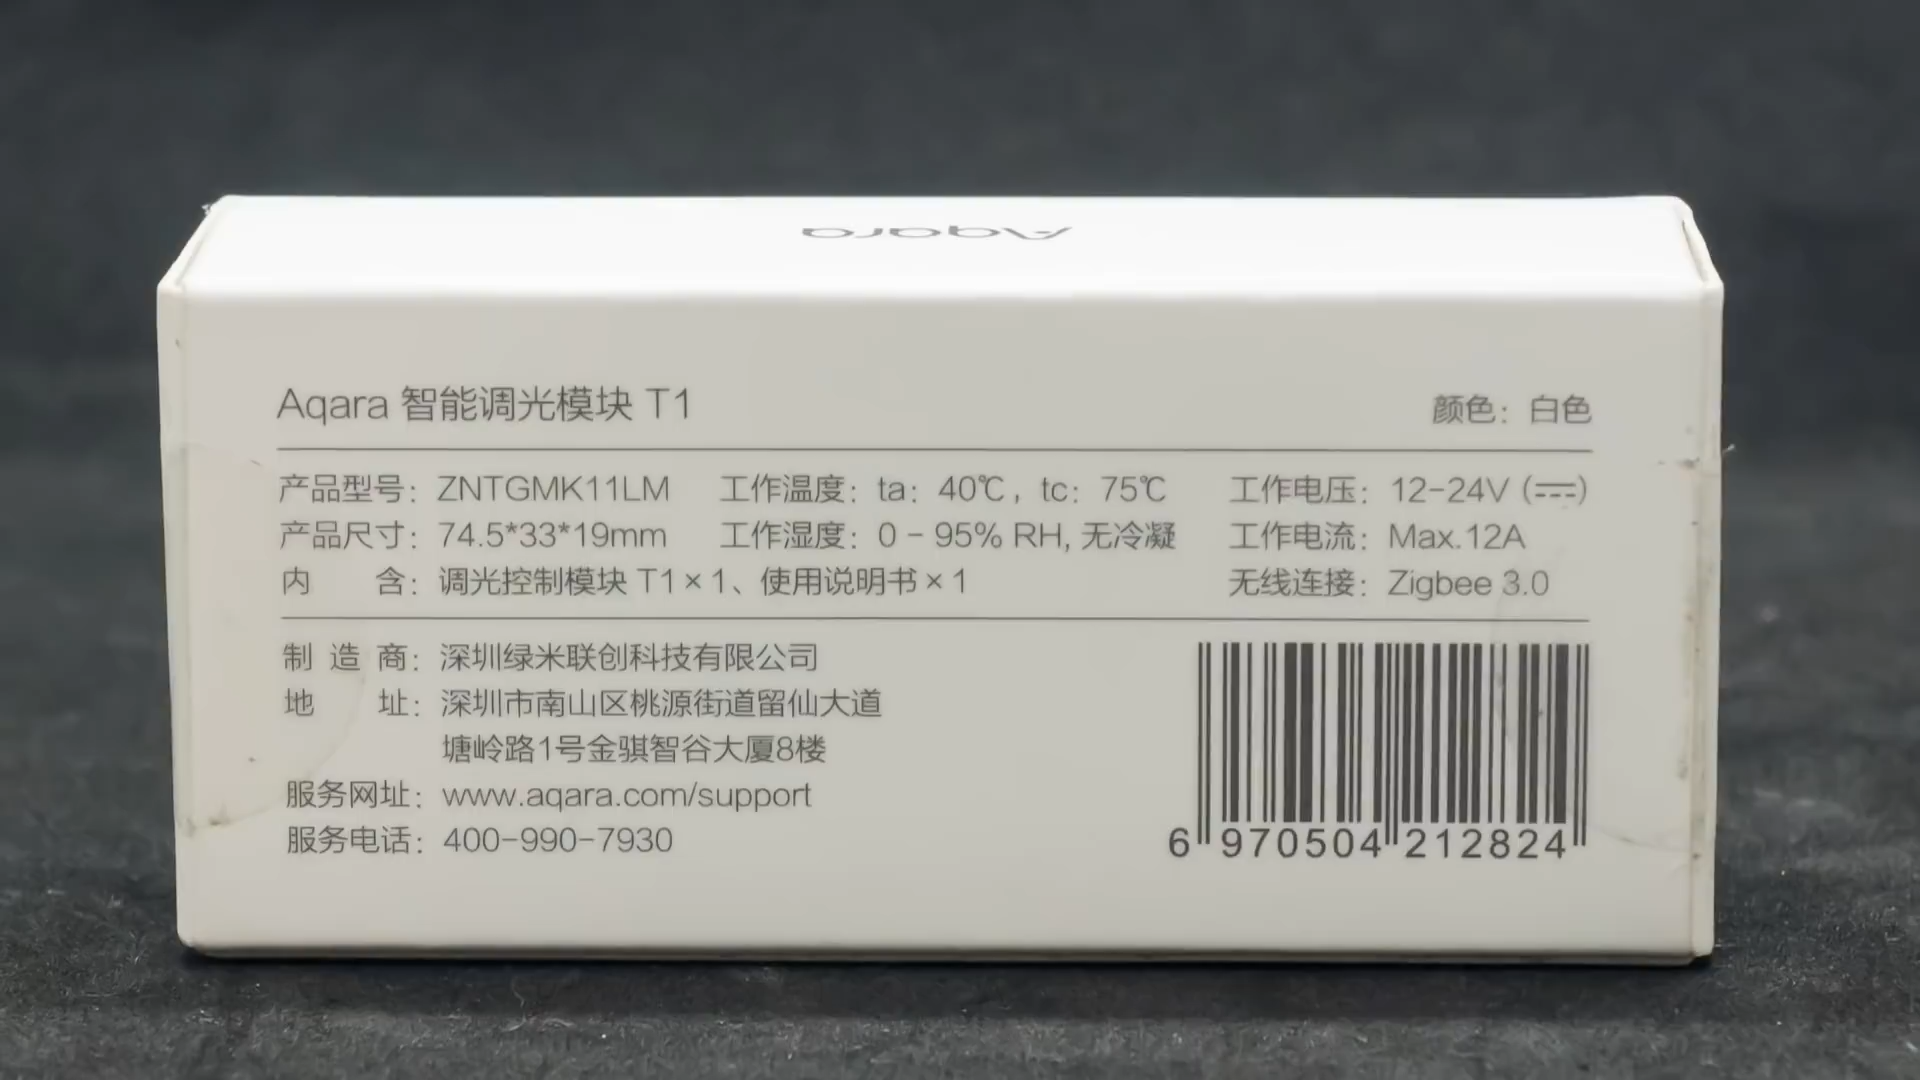 Aqara
Aqara 智能调光模块 T1 颜色：白色
产品型号：ZNTGMK11LM 工作温度：ta：40℃，tc：75℃ 工作电压：12-24V (⎓)
产品尺寸：74.5*33*19mm 工作湿度：0 - 95% RH, 无冷凝 工作电流：Max.12A
内 含：调光控制模块 T1 × 1、使用说明书 × 1 无线连接：Zigbee 3.0
制 造 商：深圳绿米联创科技有限公司
地 址：深圳市南山区桃源街道留仙大道
塘岭路1号金骐智谷大厦8楼
服务网址：www.aqara.com/support
服务电话：400-990-7930
6 970504 212824